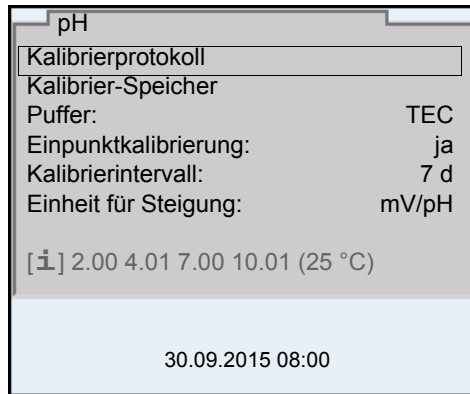 pH
Kalibrierprotokoll
Kalibrier-Speicher
Puffer: TEC
Einpunktkalibrierung: ja
Kalibrierintervall: 7 d
Einheit für Steigung: mV/pH
[i] 2.00 4.01 7.00 10.01 (25 °C)
30.09.2015 08:00